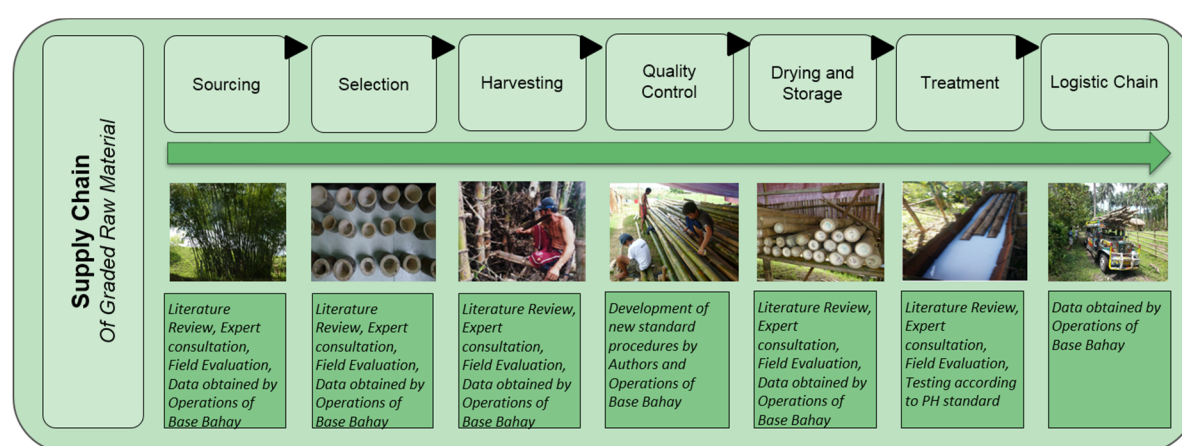 Supply Chain
Of Graded Raw Material
Sourcing
Selection
Harvesting
Quality
Control
Drying and
Storage
Treatment
Logistic Chain
Literature
Review, Expert
consultation,
Field Evaluation,
Data obtained by
Operations of
Base Bahay
Literature
Review, Expert
consultation,
Field Evaluation,
Data obtained by
Operations of
Base Bahay
Literature Review,
Expert
consultation,
Field Evaluation,
Data obtained by
Operations of
Base Bahay
Development of
new standard
procedures by
Authors and
Operations of
Base Bahay
Literature Review,
Expert
consultation,
Field Evaluation,
Data obtained by
Operations of
Base Bahay
Literature Review,
Expert
consultation,
Field Evaluation,
Testing according
to PH standard
Data obtained by
Operations of
Base Bahay